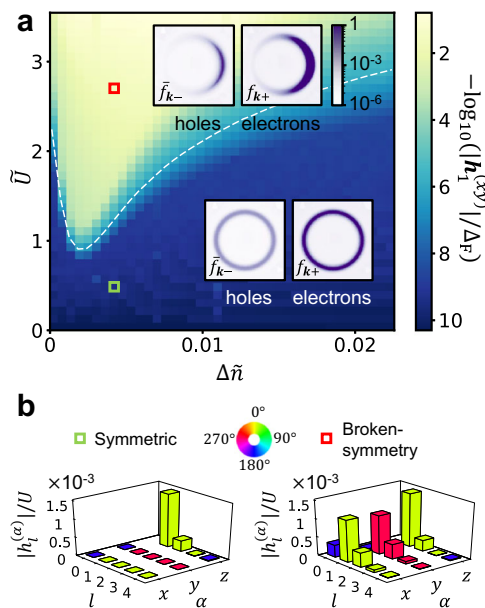 a
3
2
1
0
Ũ
0
0.01
0.02
Δñ
f̄ₖ₋
fₖ₊
holes electrons
1
10⁻³
10⁻⁶
f̄ₖ₋
fₖ₊
holes electrons
2
4
6
8
10
−log₁₀(|h₁⁽ˣʸ⁾|/Δ_F)
b
Symmetric
0°
270° 90°
180°
Broken-
symmetry
×10⁻³
1.5
1
0.5
0
|hₗ⁽ᵅ⁾|/U
0 1 2 3 4
l
x y z
α
×10⁻³
1.5
1
0.5
0
|hₗ⁽ᵅ⁾|/U
0 1 2 3 4
l
x y z
α